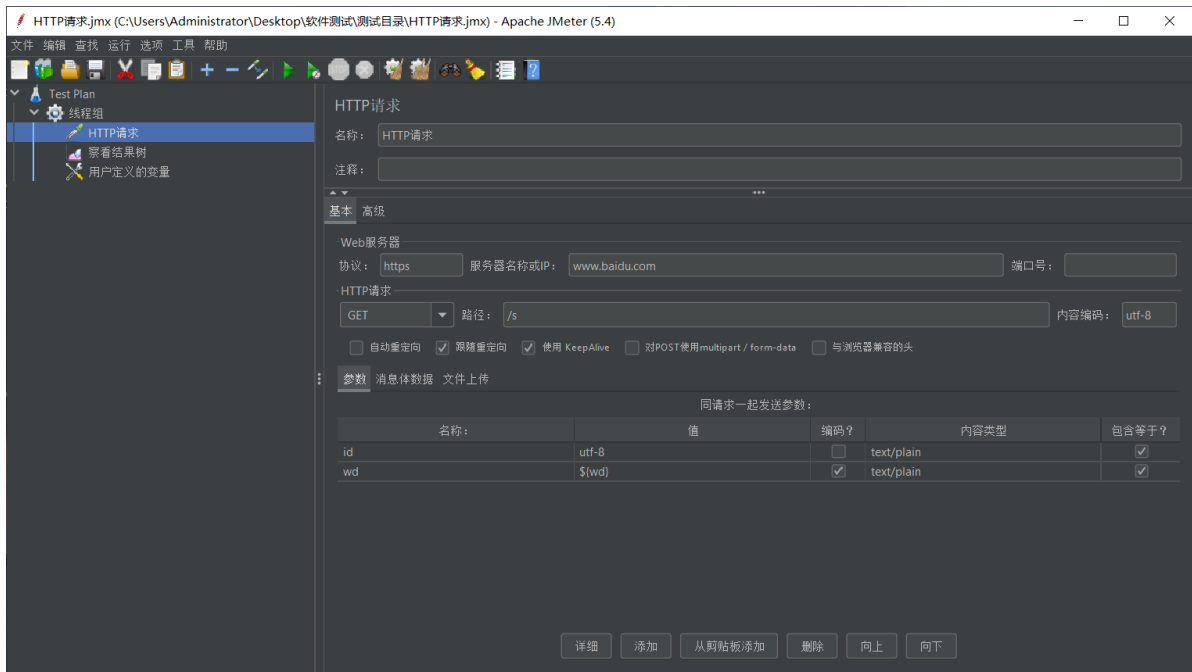 HTTP请求.jmx (C:\Users\Administrator\Desktop\软件测试\测试目录\HTTP请求.jmx) - Apache JMeter (5.4)
文件 编辑 查找 运行 选项 工具 帮助
Test Plan
线程组
HTTP请求
察看结果树
用户定义的变量
HTTP请求
名称： HTTP请求
注释：
基本 高级
Web服务器
协议： https 服务器名称或IP： www.baidu.com 端口号：
HTTP请求
GET 路径： /s 内容编码： utf-8
自动重定向 跟随重定向 使用 KeepAlive 对POST使用multipart / form-data 与浏览器兼容的头
参数 消息体数据 文件上传
同请求一起发送参数：
名称： 值 编码？ 内容类型 包含等于？
id utf-8 text/plain
wd ${wd} text/plain
详细 添加 从剪贴板添加 删除 向上 向下